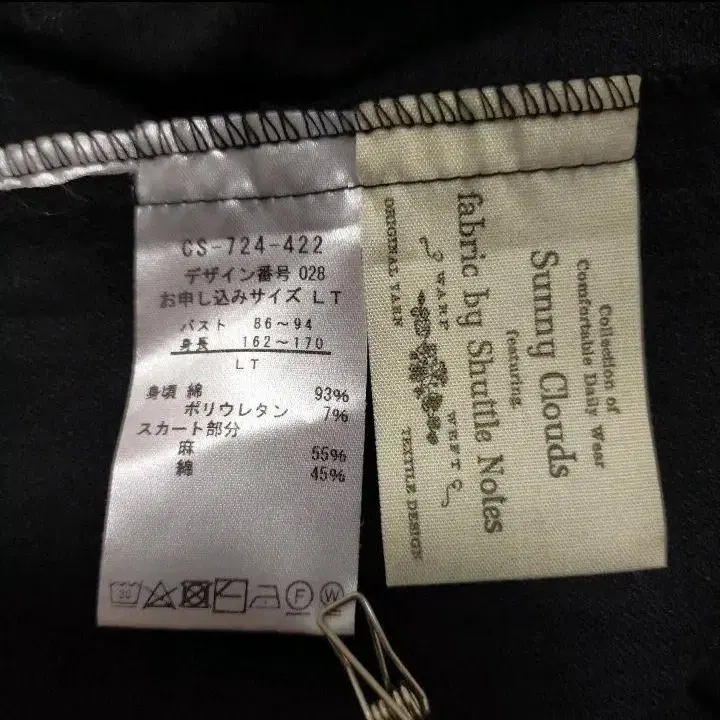 CS-724-422
デザイン番号 028
お申し込みサイズ LT
バスト 86～94
身長 162～170
LT
身頃 綿 93%
ポリウレタン 7%
スカート部分
麻 55%
綿 45%
30
F
W
Collection of
Comfortable Daily Wear
Sunny Clouds
featuring
fabric by Shuttle Notes
WARP WEFT
ORIGINAL YARN TEXTILE DESIGN